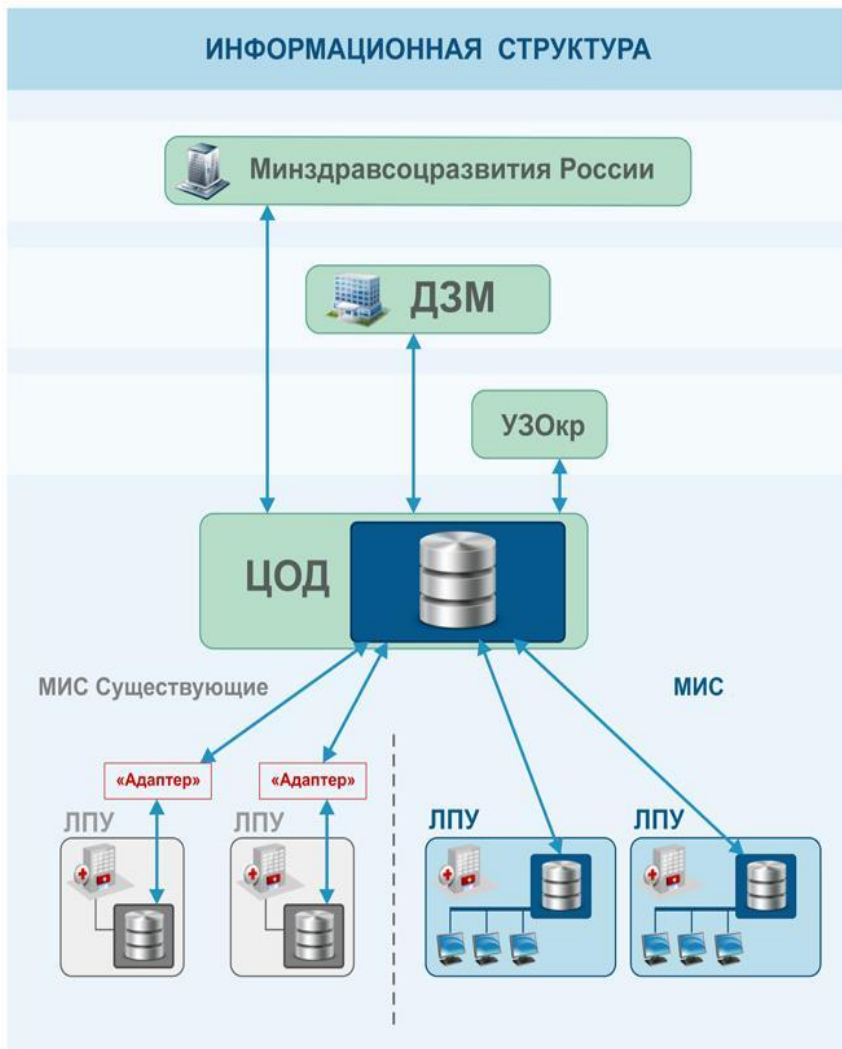 ИНФОРМАЦИОННАЯ СТРУКТУРА
Минздравсоцразвития России
ДЗМ
УЗОкр
ЦОД
МИС Существующие
МИС
«Адаптер»
«Адаптер»
ЛПУ
ЛПУ
ЛПУ
ЛПУ